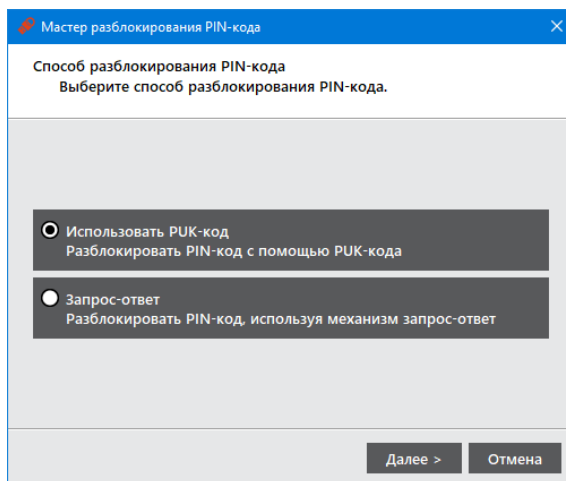 Мастер разблокирования PIN-кода
Способ разблокирования PIN-кода
Выберите способ разблокирования PIN-кода.
Использовать PUK-код
Разблокировать PIN-код с помощью PUK-кода
Запрос-ответ
Разблокировать PIN-код, используя механизм запрос-ответ
Далее > Отмена